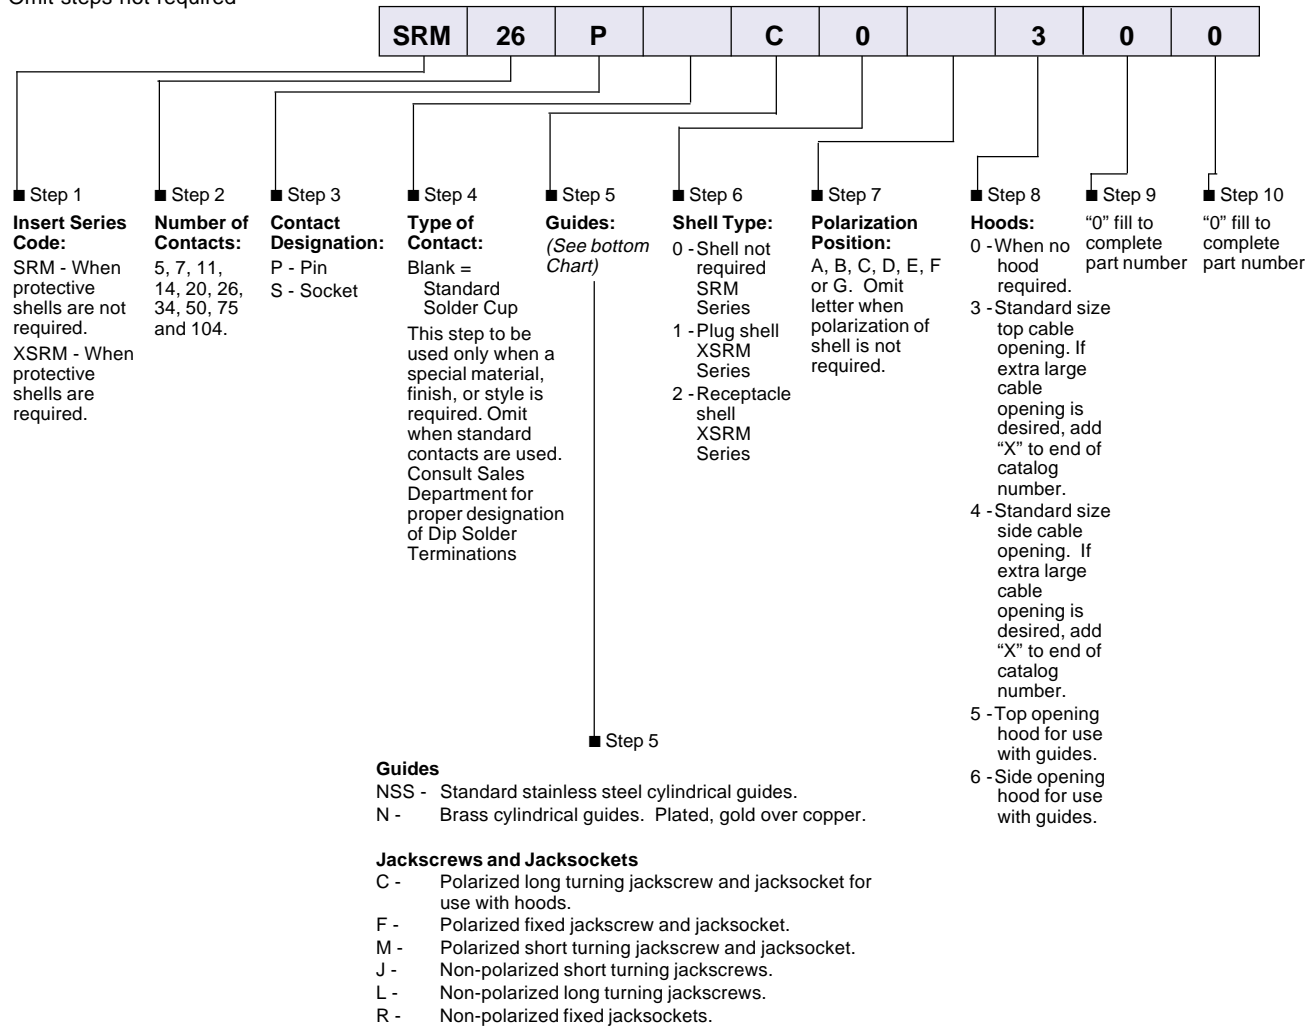 Omit steps not required
SRM 26 P C 0 3 0 0
■ Step 1
Insert Series
Code:
SRM - When
protective
shells are not
required.
XSRM - When
protective
shells are
required.
■ Step 2
Number of
Contacts:
5, 7, 11,
14, 20, 26,
34, 50, 75
and 104.
■ Step 3
Contact
Designation:
P - Pin
S - Socket
■ Step 4
Type of
Contact:
Blank =
Standard
Solder Cup
This step to be
used only when a
special material,
finish, or style is
required. Omit
when standard
contacts are used.
Consult Sales
Department for
proper designation
of Dip Solder
Terminations
■ Step 5
Guides:
(See bottom
Chart)
■ Step 6
Shell Type:
0 - Shell not
required
SRM
Series
1 - Plug shell
XSRM
Series
2 - Receptacle
shell
XSRM
Series
■ Step 7
Polarization
Position:
A, B, C, D, E, F
or G. Omit
letter when
polarization of
shell is not
required.
■ Step 8
Hoods:
0 - When no
hood
required.
3 - Standard size
top cable
opening. If
extra large
cable
opening is
desired, add
“X” to end of
catalog
number.
4 - Standard size
side cable
opening. If
extra large
cable
opening is
desired, add
“X” to end of
catalog
number.
5 - Top opening
hood for use
with guides.
6 - Side opening
hood for use
with guides.
■ Step 9
“0” fill to
complete
part number
■ Step 10
“0” fill to
complete
part number
■ Step 5
Guides
NSS - Standard stainless steel cylindrical guides.
N - Brass cylindrical guides. Plated, gold over copper.
Jackscrews and Jacksockets
C - Polarized long turning jackscrew and jacksocket for
use with hoods.
F - Polarized fixed jackscrew and jacksocket.
M - Polarized short turning jackscrew and jacksocket.
J - Non-polarized short turning jackscrews.
L - Non-polarized long turning jackscrews.
R - Non-polarized fixed jacksockets.